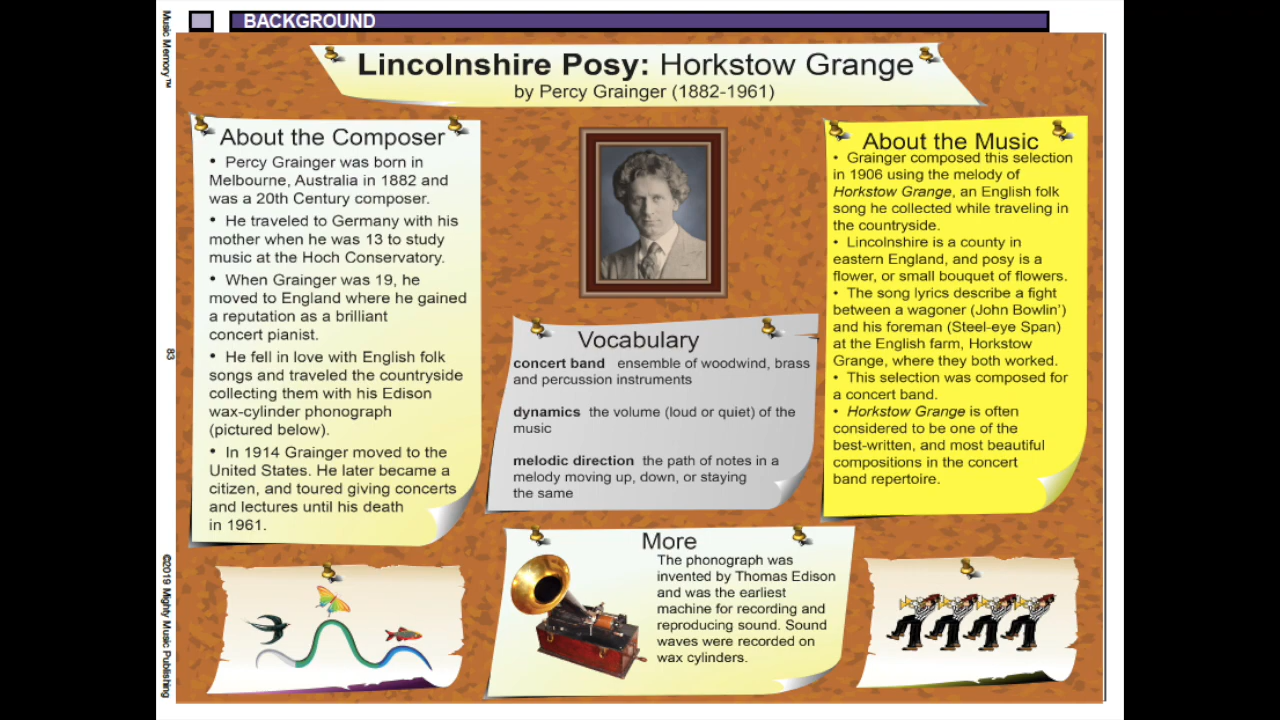 BACKGROUND
Music Memory™
83
©2019 Mighty Music Publishing
Lincolnshire Posy: Horkstow Grange
by Percy Grainger (1882-1961)
About the Composer
• Percy Grainger was born in
Melbourne, Australia in 1882 and
was a 20th Century composer.
• He traveled to Germany with his
mother when he was 13 to study
music at the Hoch Conservatory.
• When Grainger was 19, he
moved to England where he gained
a reputation as a brilliant
concert pianist.
• He fell in love with English folk
songs and traveled the countryside
collecting them with his Edison
wax-cylinder phonograph
(pictured below).
• In 1914 Grainger moved to the
United States. He later became a
citizen, and toured giving concerts
and lectures until his death
in 1961.
Vocabulary
concert band ensemble of woodwind, brass
and percussion instruments
dynamics the volume (loud or quiet) of the
music
melodic direction the path of notes in a
melody moving up, down, or staying
the same
More
The phonograph was
invented by Thomas Edison
and was the earliest
machine for recording and
reproducing sound. Sound
waves were recorded on
wax cylinders.
About the Music
• Grainger composed this selection
in 1906 using the melody of
Horkstow Grange, an English folk
song he collected while traveling in
the countryside.
• Lincolnshire is a county in
eastern England, and posy is a
flower, or small bouquet of flowers.
• The song lyrics describe a fight
between a wagoner (John Bowlin’)
and his foreman (Steel-eye Span)
at the English farm, Horkstow
Grange, where they both worked.
• This selection was composed for
a concert band.
• Horkstow Grange is often
considered to be one of the
best-written, and most beautiful
compositions in the concert
band repertoire.